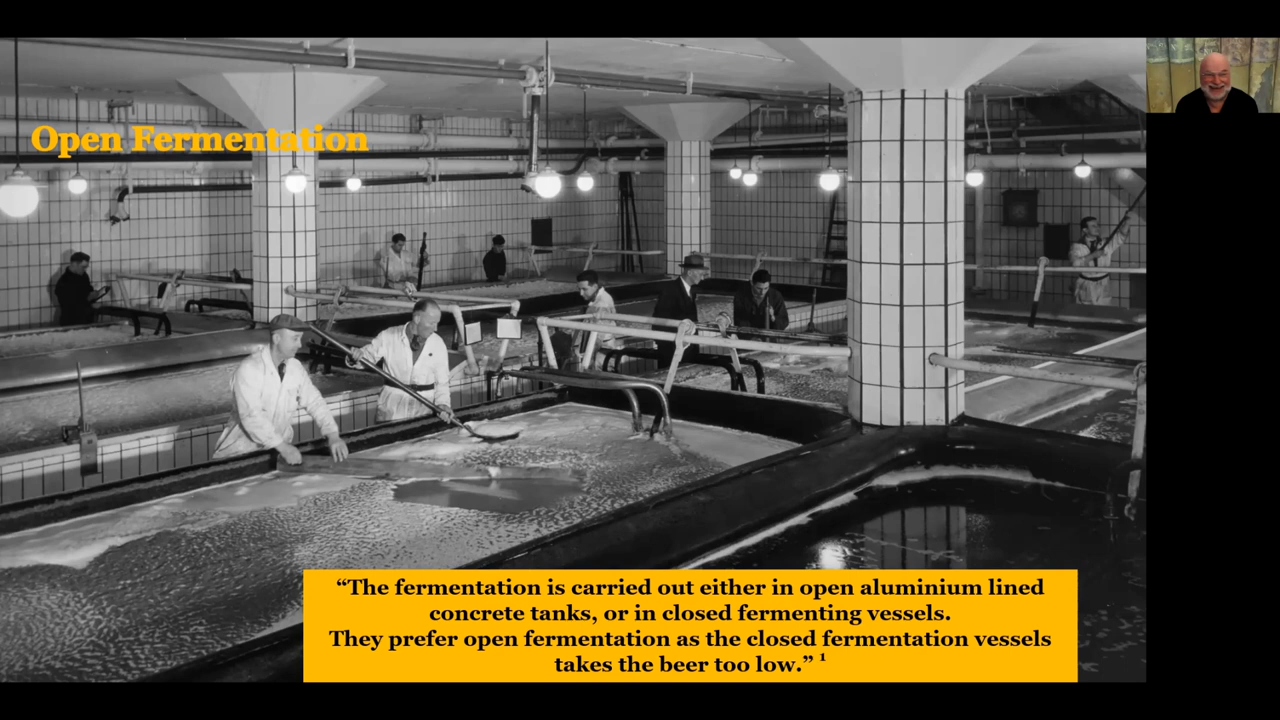 Open Fermentation
“The fermentation is carried out either in open aluminium lined
concrete tanks, or in closed fermenting vessels.
They prefer open fermentation as the closed fermentation vessels
takes the beer too low.” ¹